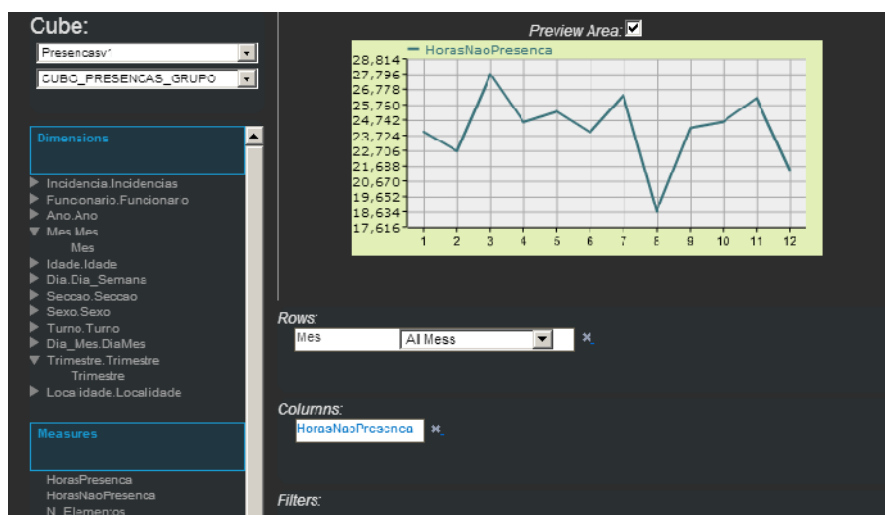 Cube:
Presencasv1
CUBO_PRESENCAS_GRUPO
Dimensions
Incidencia.Incidencias
Funcionario.Funcionario
Ano.Ano
Mes.Mes
Mes
Idade.Idade
Dia.Dia_Semana
Seccao.Seccao
Sexo.Sexo
Turno.Turno
Dia_Mes.DiaMes
Trimestre.Trimestre
Trimestre
Localidade.Localidade
Measures
HorasPresenca
HorasNaoPresenca
N_Elementos
Preview Area:
HorasNaoPresenca
28,814
27,796
26,778
25,760
24,742
23,724
22,706
21,688
20,670
19,652
18,634
17,616
1 2 3 4 5 6 7 8 9 10 11 12
Rows:
Mes All Mess
Columns:
HorasNaoPresenca
Filters: